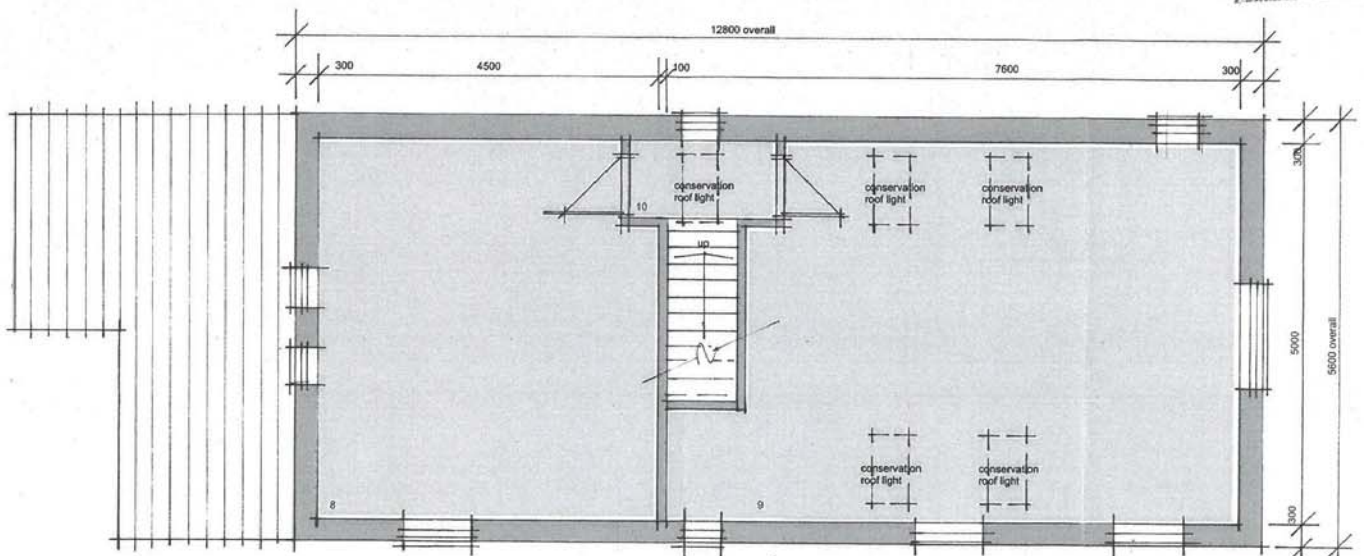 12800 overall
300
4500
100
7600
300
300
conservation
roof light
conservation
roof light
conservation
roof light
10
up
5000
5600 overall
conservation
roof light
conservation
roof light
8
9
300